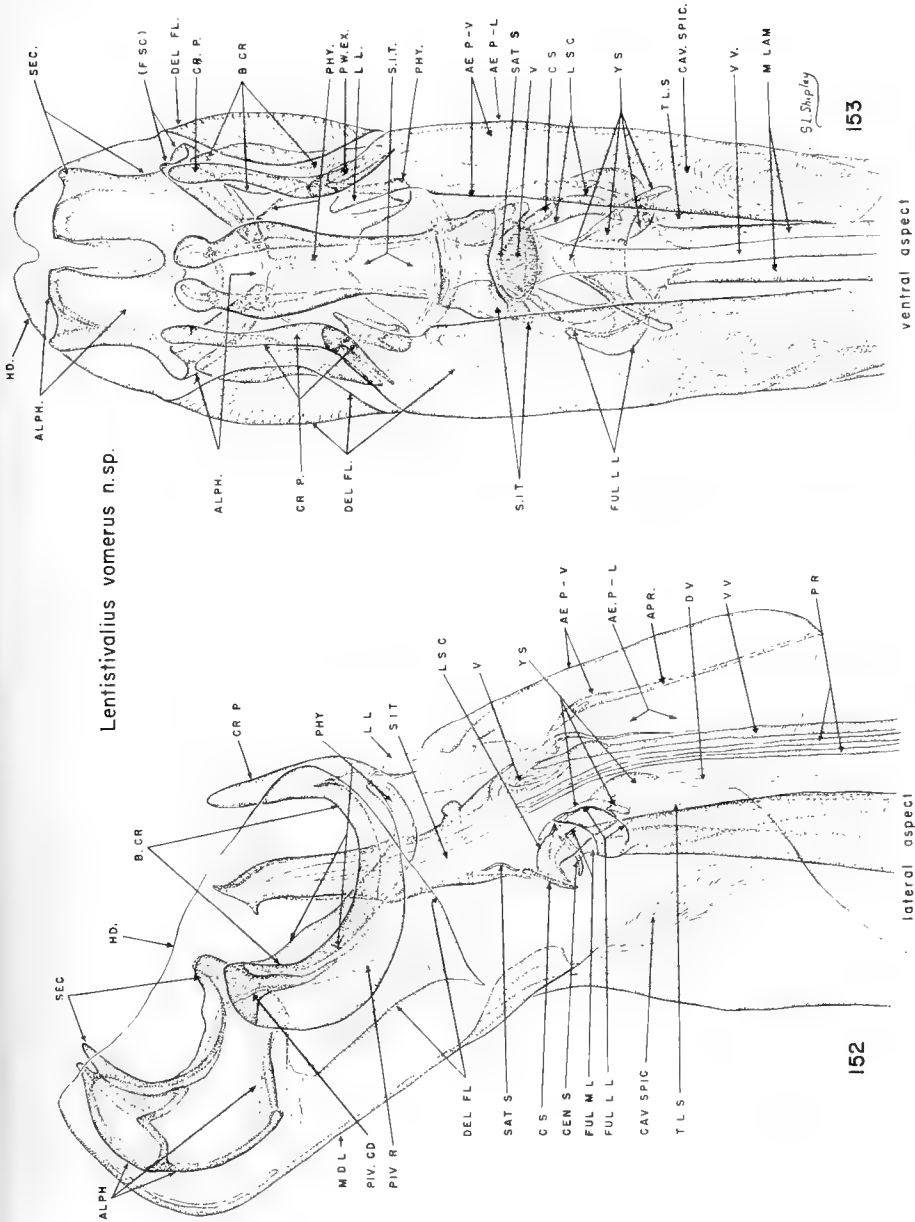 Lentistivalius vomerus n.sp.
ALPH
SEC
HD.
B.CR
CR P
PHY
L L
S I T
L S C
V
Y S
AE P - V
AE. P - L
APR.
D V
V V
P R
M D L
PIV. CD
PIV R
DEL FL
SAT S
C S
CEN S
FUL M L
FUL L L
CAV SPIC
T L S
152
lateral aspect
HD.
ALPH.
ALPH.
CR P.
DEL FL.
S.I T
FUL L L
SEC.
(F SC)
DEL FL.
CR. P.
B CR
PHY.
P.W. EX.
L L.
S.I.T.
PHY.
AE P - V
AE P - L
SAT S
V
C S
L S C
Y S
T L.S
CAV. SPIC.
V V.
M LAM
S.L.Shipley
153
ventral aspect